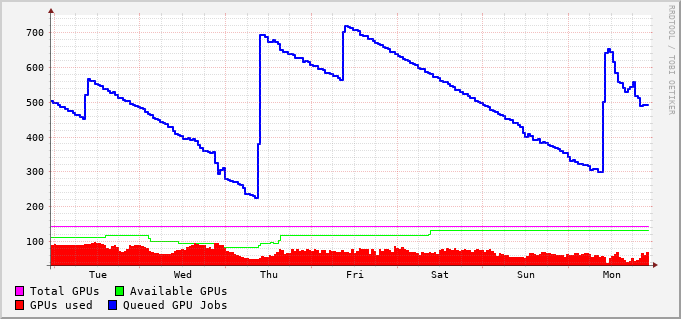 700
600
500
400
300
200
100
Tue Wed Thu Fri Sat Sun Mon
RRDTOOL / TOBI OETIKER
Total GPUs Available GPUs
GPUs used Queued GPU Jobs